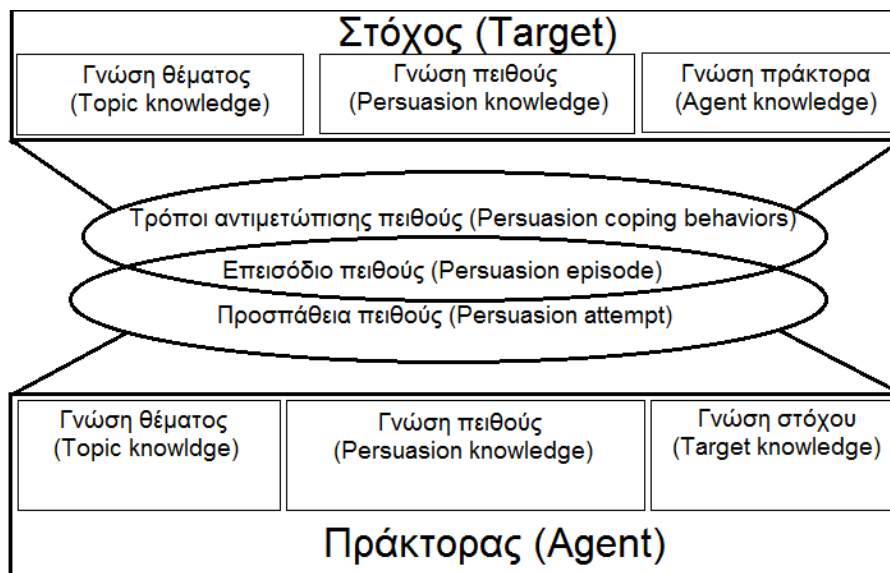 Στόχος (Target)
Γνώση θέματος
(Topic knowledge)
Γνώση πειθούς
(Persuasion knowledge)
Γνώση πράκτορα
(Agent knowledge)
Τρόποι αντιμετώπισης πειθούς (Persuasion coping behaviors)
Επεισόδιο πειθούς (Persuasion episode)
Προσπάθεια πειθούς (Persuasion attempt)
Γνώση θέματος
(Topic knowldge)
Γνώση πειθούς
(Persuasion knowledge)
Γνώση στόχου
(Target knowledge)
Πράκτορας (Agent)